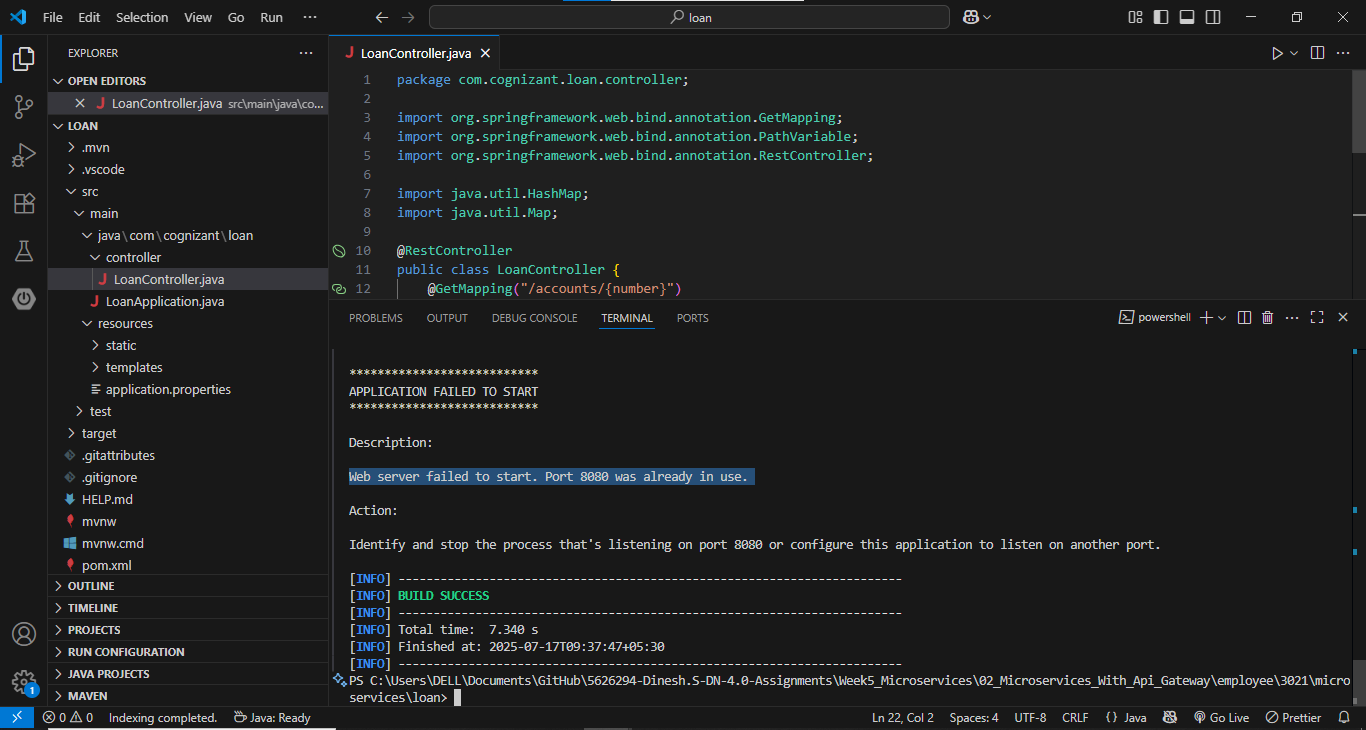 File Edit Selection View Go Run ···
loan
EXPLORER ···
OPEN EDITORS
LoanController.java src\main\java\co...
LOAN
.mvn
.vscode
src
main
java\com\cognizant\loan
controller
LoanController.java
LoanApplication.java
resources
static
templates
application.properties
test
target
.gitattributes
.gitignore
HELP.md
mvnw
mvnw.cmd
pom.xml
OUTLINE
TIMELINE
PROJECTS
RUN CONFIGURATION
JAVA PROJECTS
MAVEN
1
LoanController.java
1 package com.cognizant.loan.controller;
2
3 import org.springframework.web.bind.annotation.GetMapping;
4 import org.springframework.web.bind.annotation.PathVariable;
5 import org.springframework.web.bind.annotation.RestController;
6
7 import java.util.HashMap;
8 import java.util.Map;
9
10 @RestController
11 public class LoanController {
12 @GetMapping("/accounts/{number}")
PROBLEMS OUTPUT DEBUG CONSOLE TERMINAL PORTS
powershell
***************************
APPLICATION FAILED TO START
***************************
Description:
Web server failed to start. Port 8080 was already in use.
Action:
Identify and stop the process that's listening on port 8080 or configure this application to listen on another port.
[INFO] ------------------------------------------------------------------------
[INFO] BUILD SUCCESS
[INFO] ------------------------------------------------------------------------
[INFO] Total time:  7.340 s
[INFO] Finished at: 2025-07-17T09:37:47+05:30
[INFO] ------------------------------------------------------------------------
PS C:\Users\DELL\Documents\GitHub\5626294-Dinesh.S-DN-4.0-Assignments\Week5_Microservices\02_Microservices_With_Api_Gateway\employee\3021\micro
services\loan>
0 0 Indexing completed. Java: Ready Ln 22, Col 2 Spaces: 4 UTF-8 CRLF {} Java Go Live Prettier